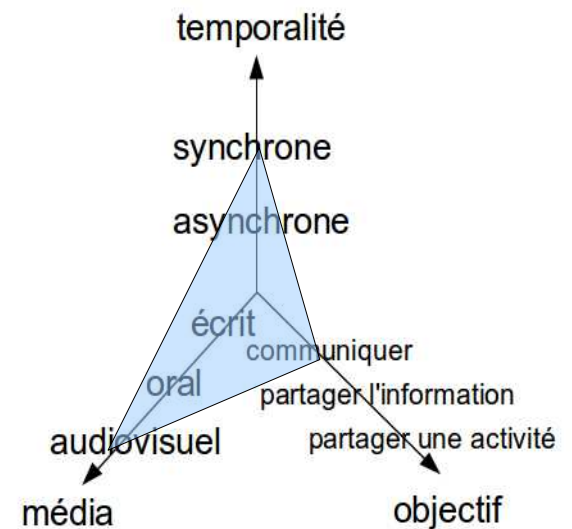 temporalité
synchrone
asynchrone
écrit
communiquer
oral
partager l'information
audiovisuel
partager une activité
média
objectif